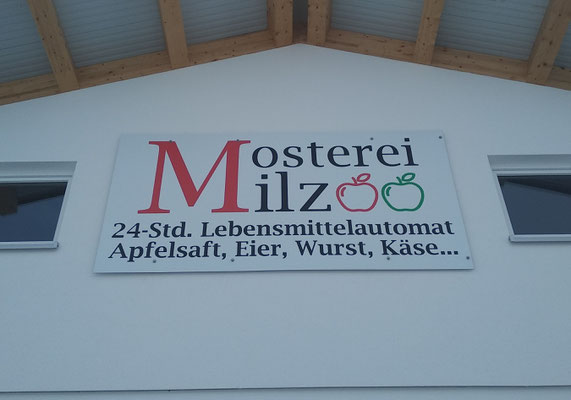 Mosterei
Milz
24-Std. Lebensmittelautomat
Apfelsaft, Eier, Wurst, Käse...